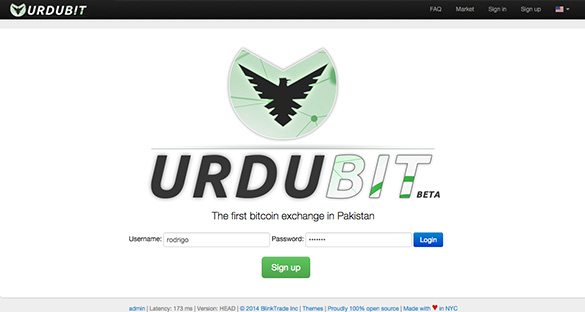 URDUBIT FAQ Market Sign in Sign up
URDUBIT BETA
The first bitcoin exchange in Pakistan
Username: rodrigo Password: ••••••• Login
Sign up
admin | Latency: 173 ms | Version: HEAD | © 2014 BlinkTrade Inc | Themes | Proudly 100% open source | Made with ♥ in NYC